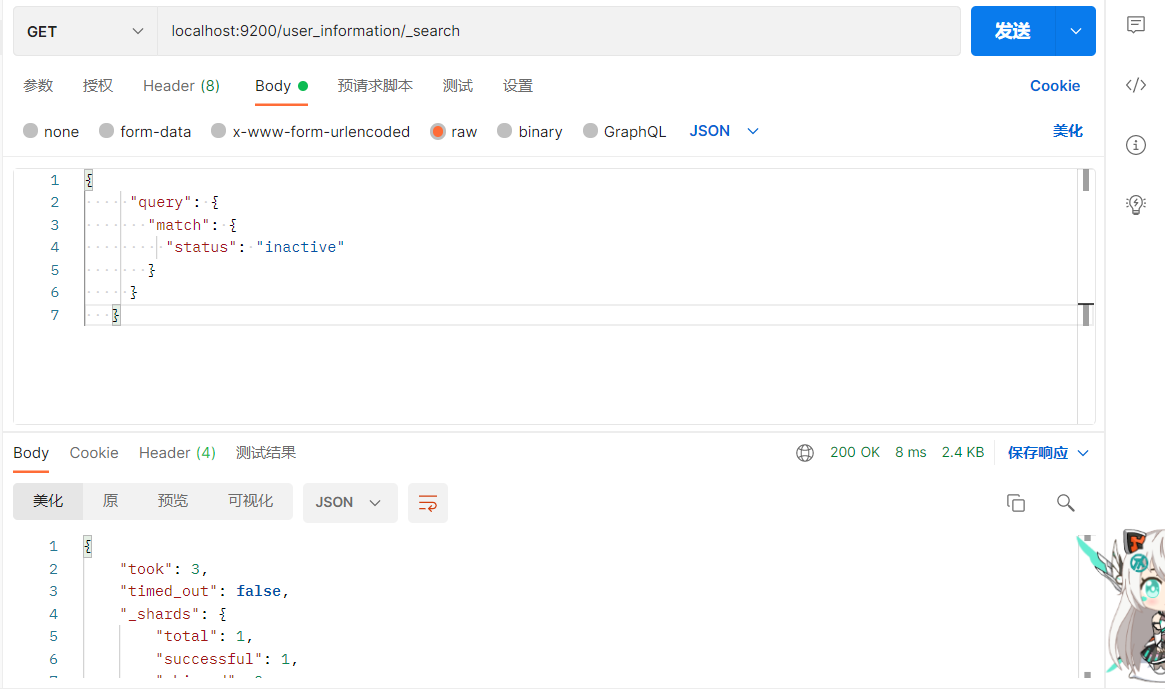 GET localhost:9200/user_information/_search 发送
参数 授权 Header (8) Body 预请求脚本 测试 设置 Cookie
none form-data x-www-form-urlencoded raw binary GraphQL JSON 美化
1 {
2 "query": {
3 "match": {
4 "status": "inactive"
5 }
6 }
7 }
Body Cookie Header (4) 测试结果 200 OK 8 ms 2.4 KB 保存响应
美化 原 预览 可视化 JSON
1 {
2 "took": 3,
3 "timed_out": false,
4 "_shards": {
5 "total": 1,
6 "successful": 1,